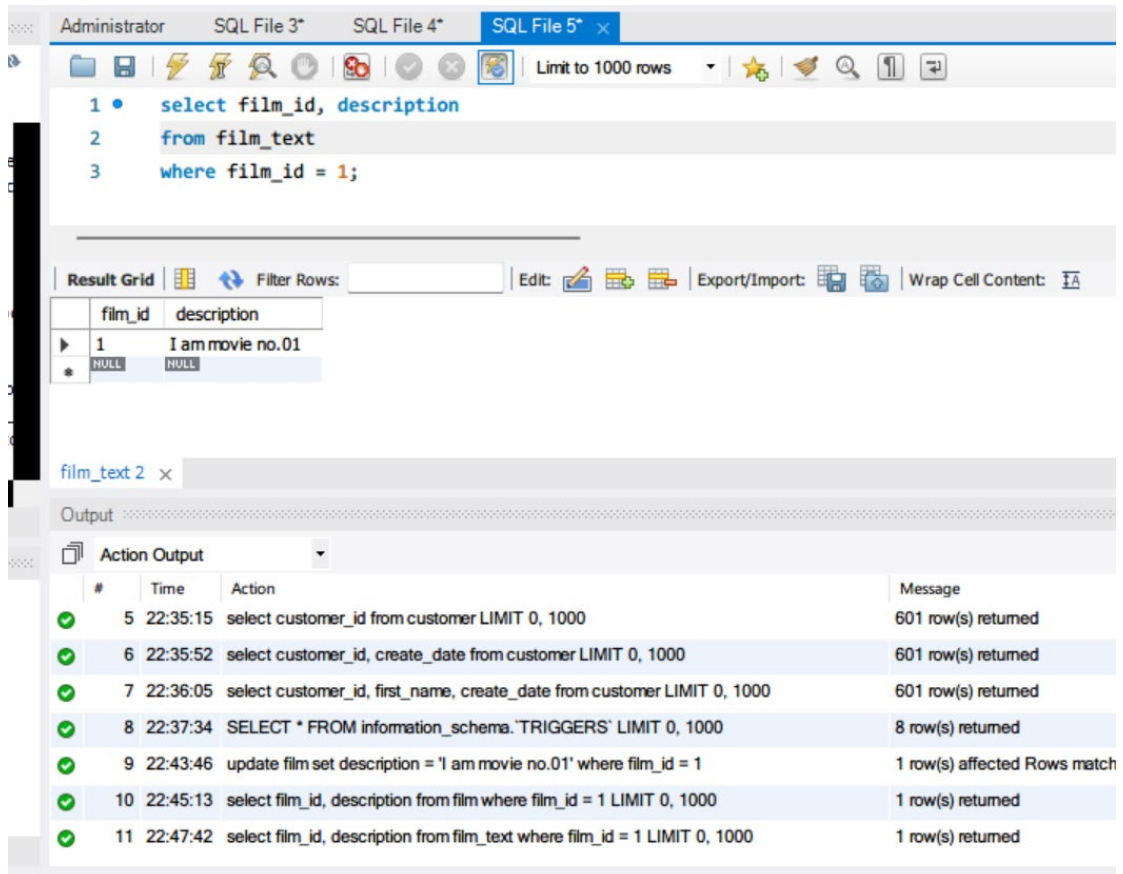 Administrator SQL File 3* SQL File 4* SQL File 5* ×
Limit to 1000 rows
1 select film_id, description
2 from film_text
3 where film_id = 1;
Result Grid Filter Rows: Edit: Export/Import: Wrap Cell Content:
film_id description
1 I am movie no.01
NULL NULL
film_text 2 ×
Output
Action Output
# Time Action Message
5 22:35:15 select customer_id from customer LIMIT 0, 1000 601 row(s) returned
6 22:35:52 select customer_id, create_date from customer LIMIT 0, 1000 601 row(s) returned
7 22:36:05 select customer_id, first_name, create_date from customer LIMIT 0, 1000 601 row(s) returned
8 22:37:34 SELECT * FROM information_schema.`TRIGGERS` LIMIT 0, 1000 8 row(s) returned
9 22:43:46 update film set description = 'I am movie no.01' where film_id = 1 1 row(s) affected Rows match
10 22:45:13 select film_id, description from film where film_id = 1 LIMIT 0, 1000 1 row(s) returned
11 22:47:42 select film_id, description from film_text where film_id = 1 LIMIT 0, 1000 1 row(s) returned